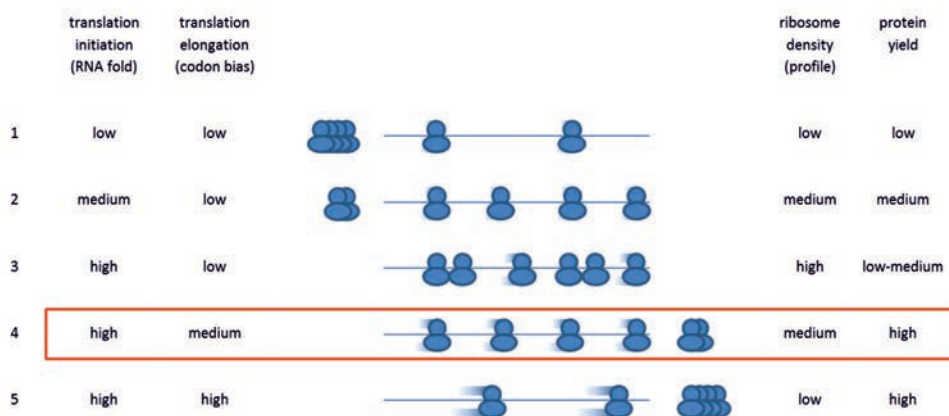 translation translation ribosome protein
initiation elongation density yield
(RNA fold) (codon bias) (profile)
1 low low low low
2 medium low medium medium
3 high low high low-medium
4 high medium medium high
5 high high low high